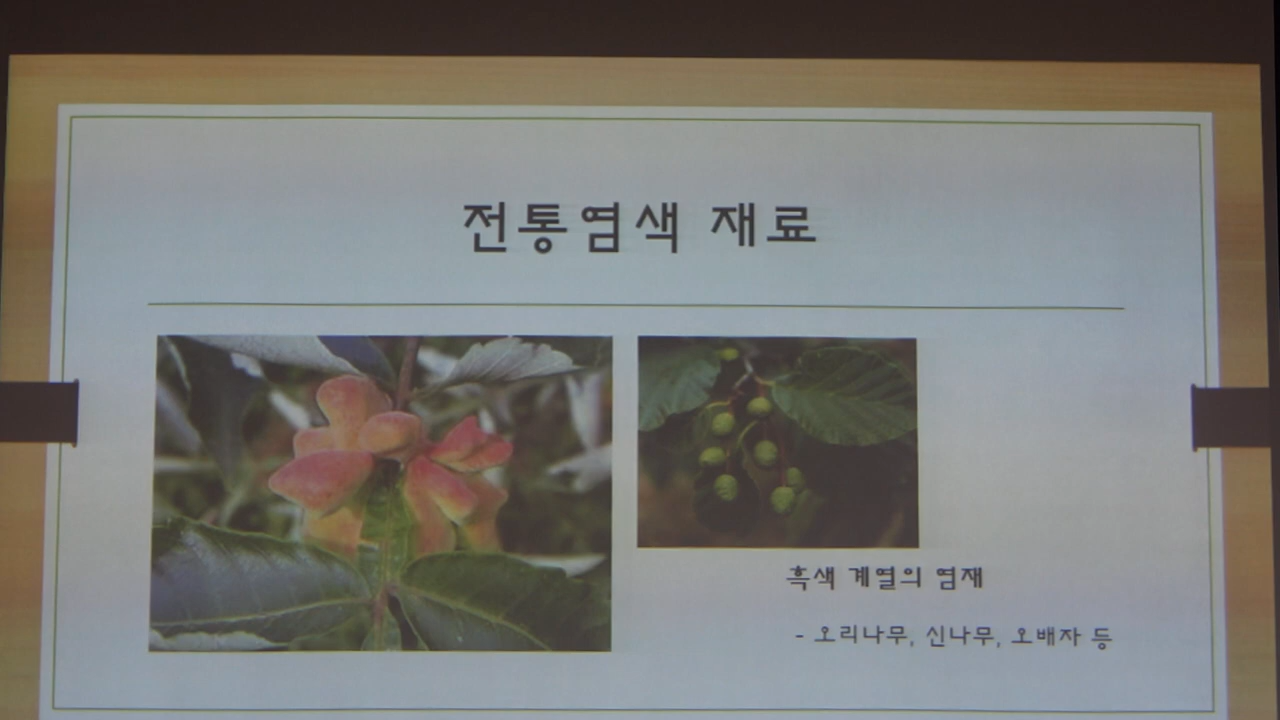 전통염색 재료
흑색 계열의 염재
- 오리나무, 신나무, 오배자 등